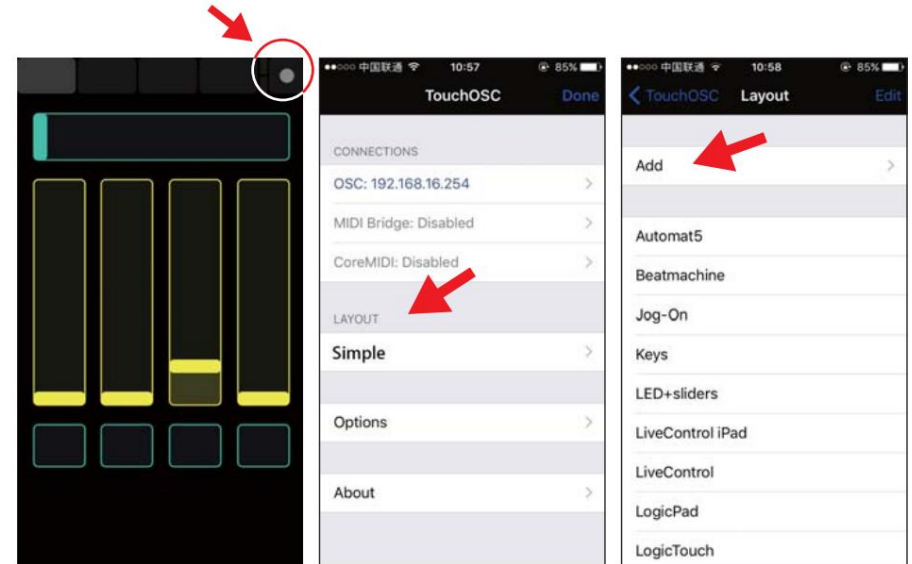 ●●○○○ 中国联通 10:57 85%
TouchOSC Done
CONNECTIONS
OSC: 192.168.16.254
MIDI Bridge: Disabled
CoreMIDI: Disabled
LAYOUT
Simple
Options
About
●●○○○ 中国联通 10:58 85%
TouchOSC Layout Edit
Add
Automat5
Beatmachine
Jog-On
Keys
LED+sliders
LiveControl iPad
LiveControl
LogicPad
LogicTouch